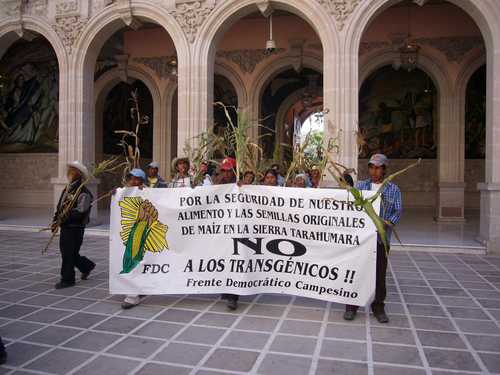 POR LA SEGURIDAD DE NUESTRO
ALIMENTO Y LAS SEMILLAS ORIGINALES
DE MAÍZ EN LA SIERRA TARAHUMARA
NO
A LOS TRANSGÉNICOS !!
Frente Democrático Campesino
FDC